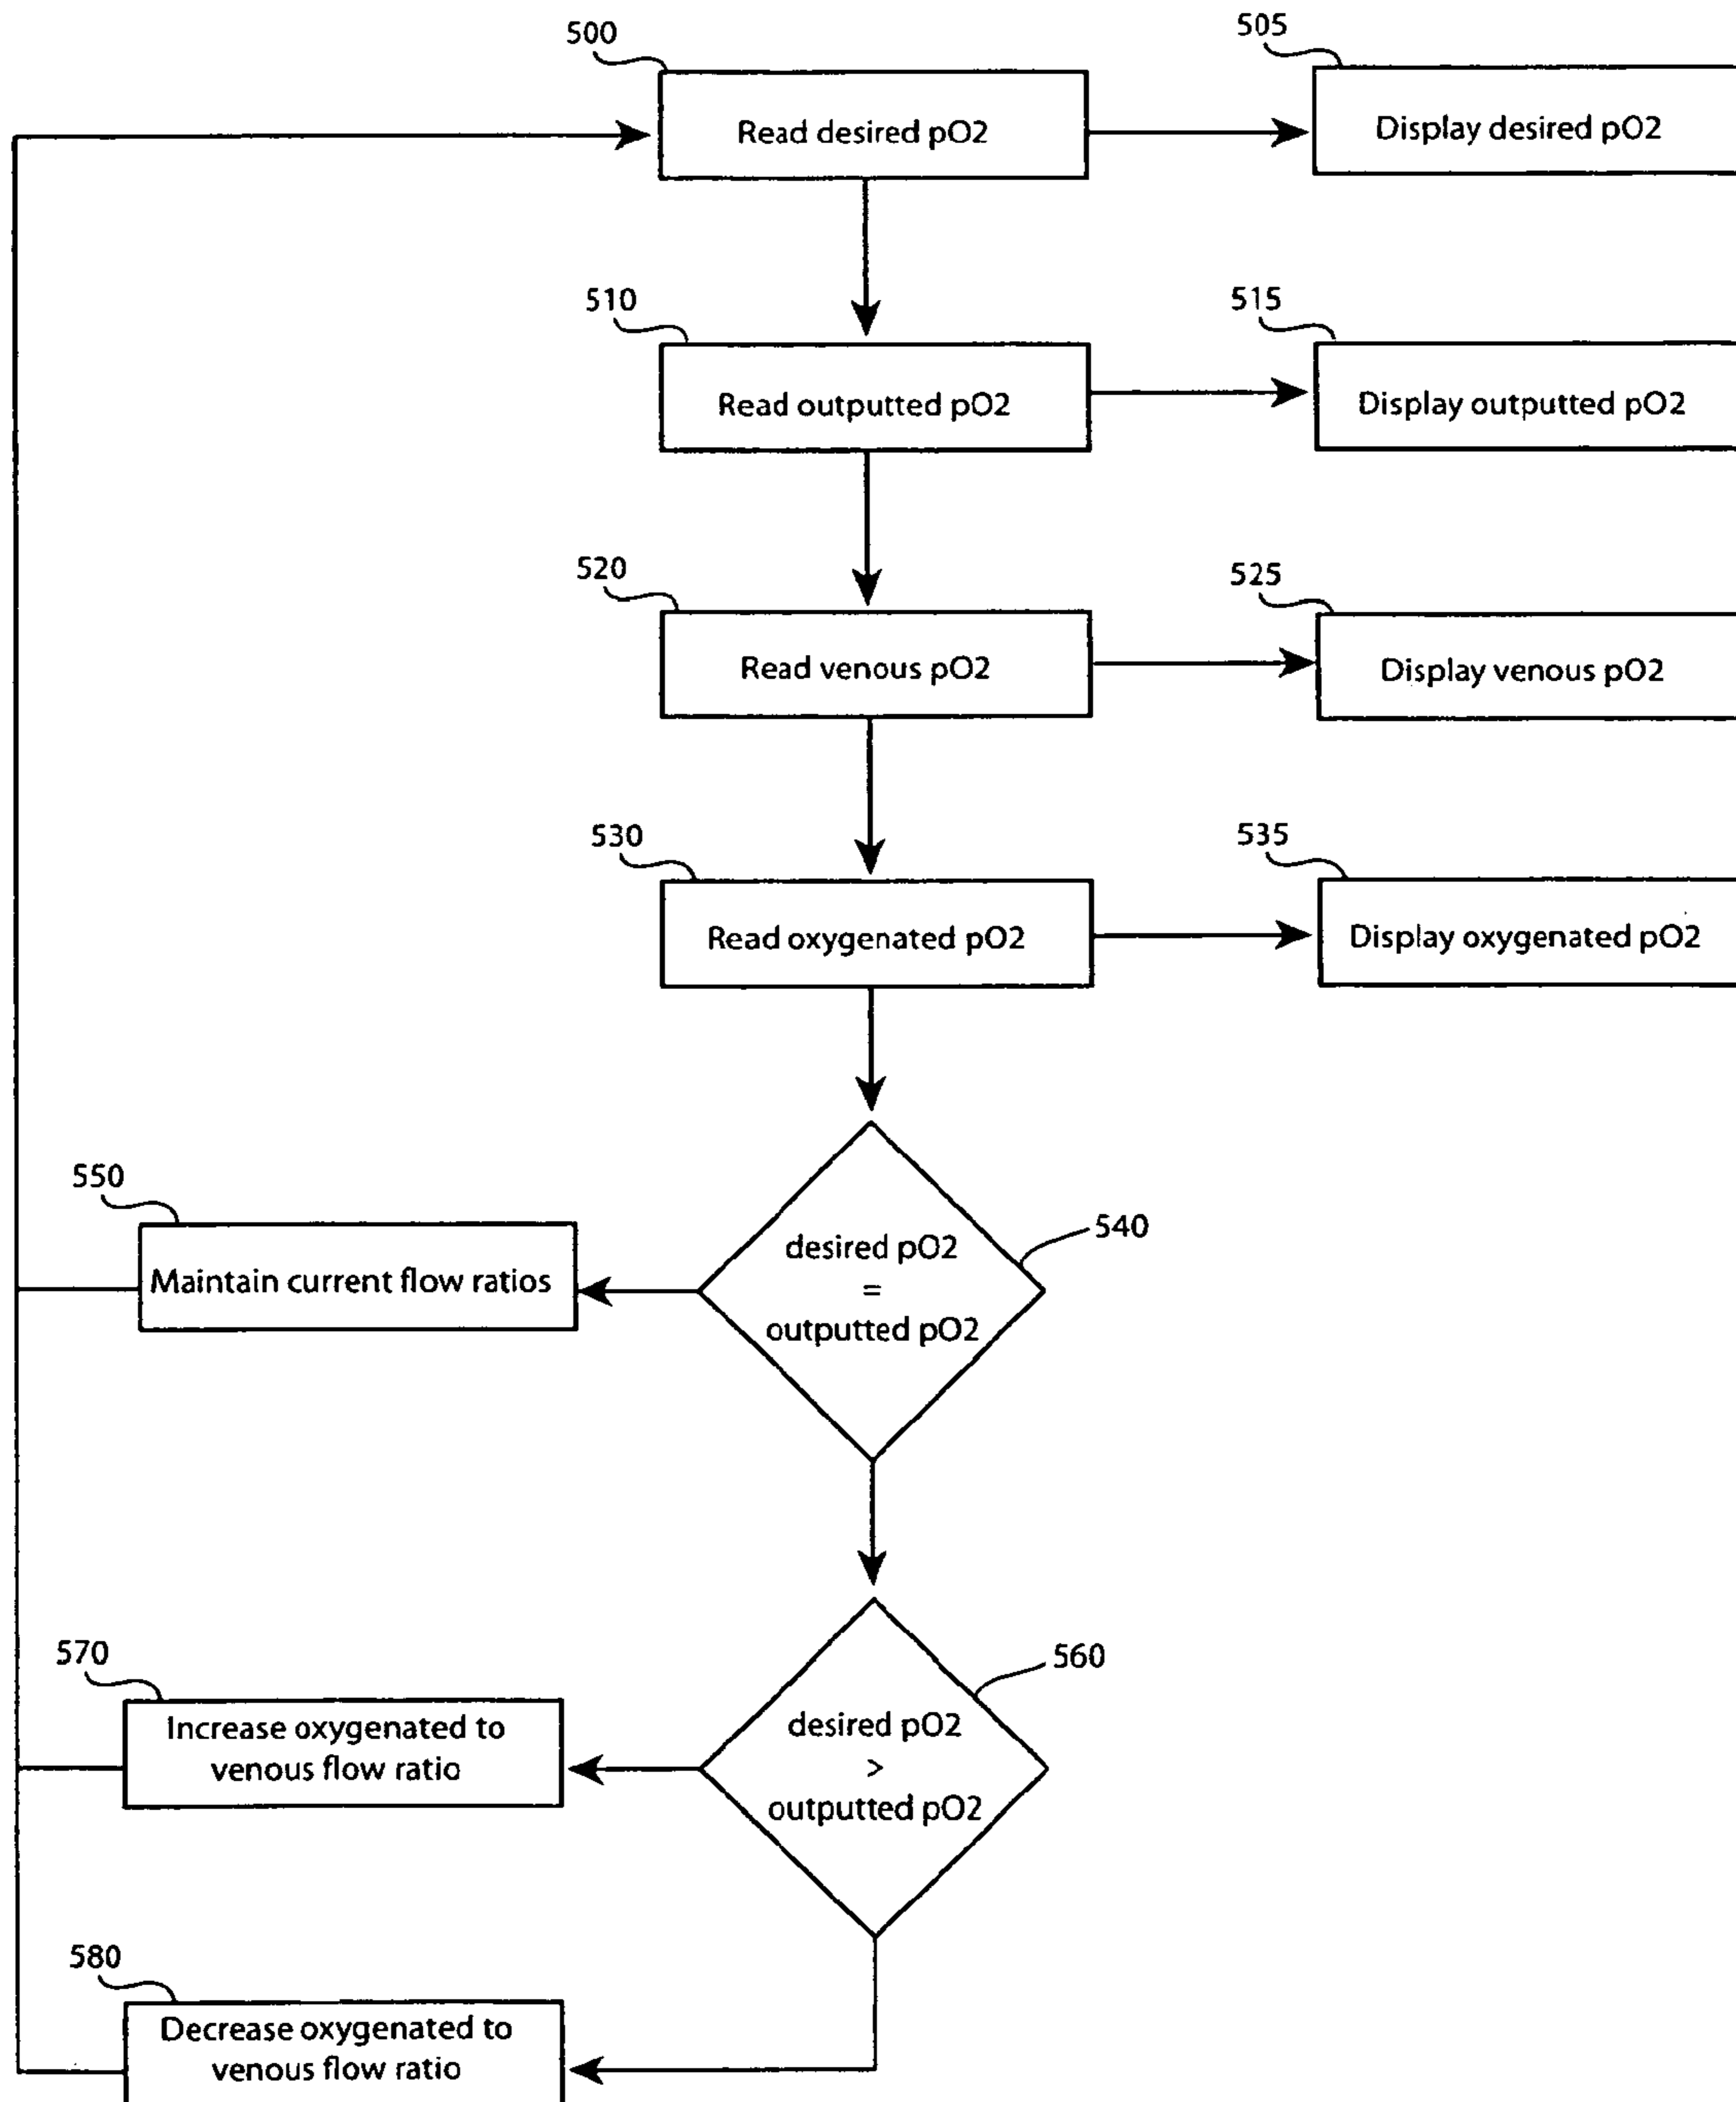 500
505
Read desired pO2
Display desired pO2
510
515
Read outputted pO2
Display outputted pO2
520
525
Read venous pO2
Display venous pO2
530
535
Read oxygenated pO2
Display oxygenated pO2
540
desired pO2
=
outputted pO2
550
Maintain current flow ratios
560
desired pO2
>
outputted pO2
570
Increase oxygenated to
venous flow ratio
580
Decrease oxygenated to
venous flow ratio